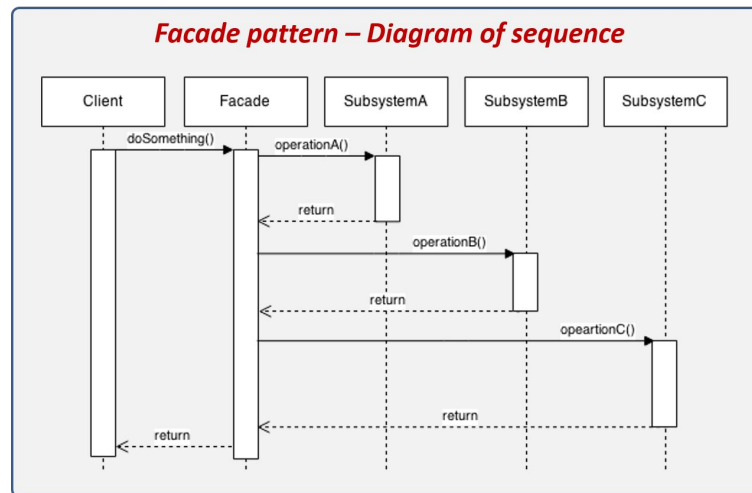 Facade pattern – Diagram of sequence
Client
Facade
SubsystemA
SubsystemB
SubsystemC
doSomething()
operationA()
return
operationB()
return
opeartionC()
return
return